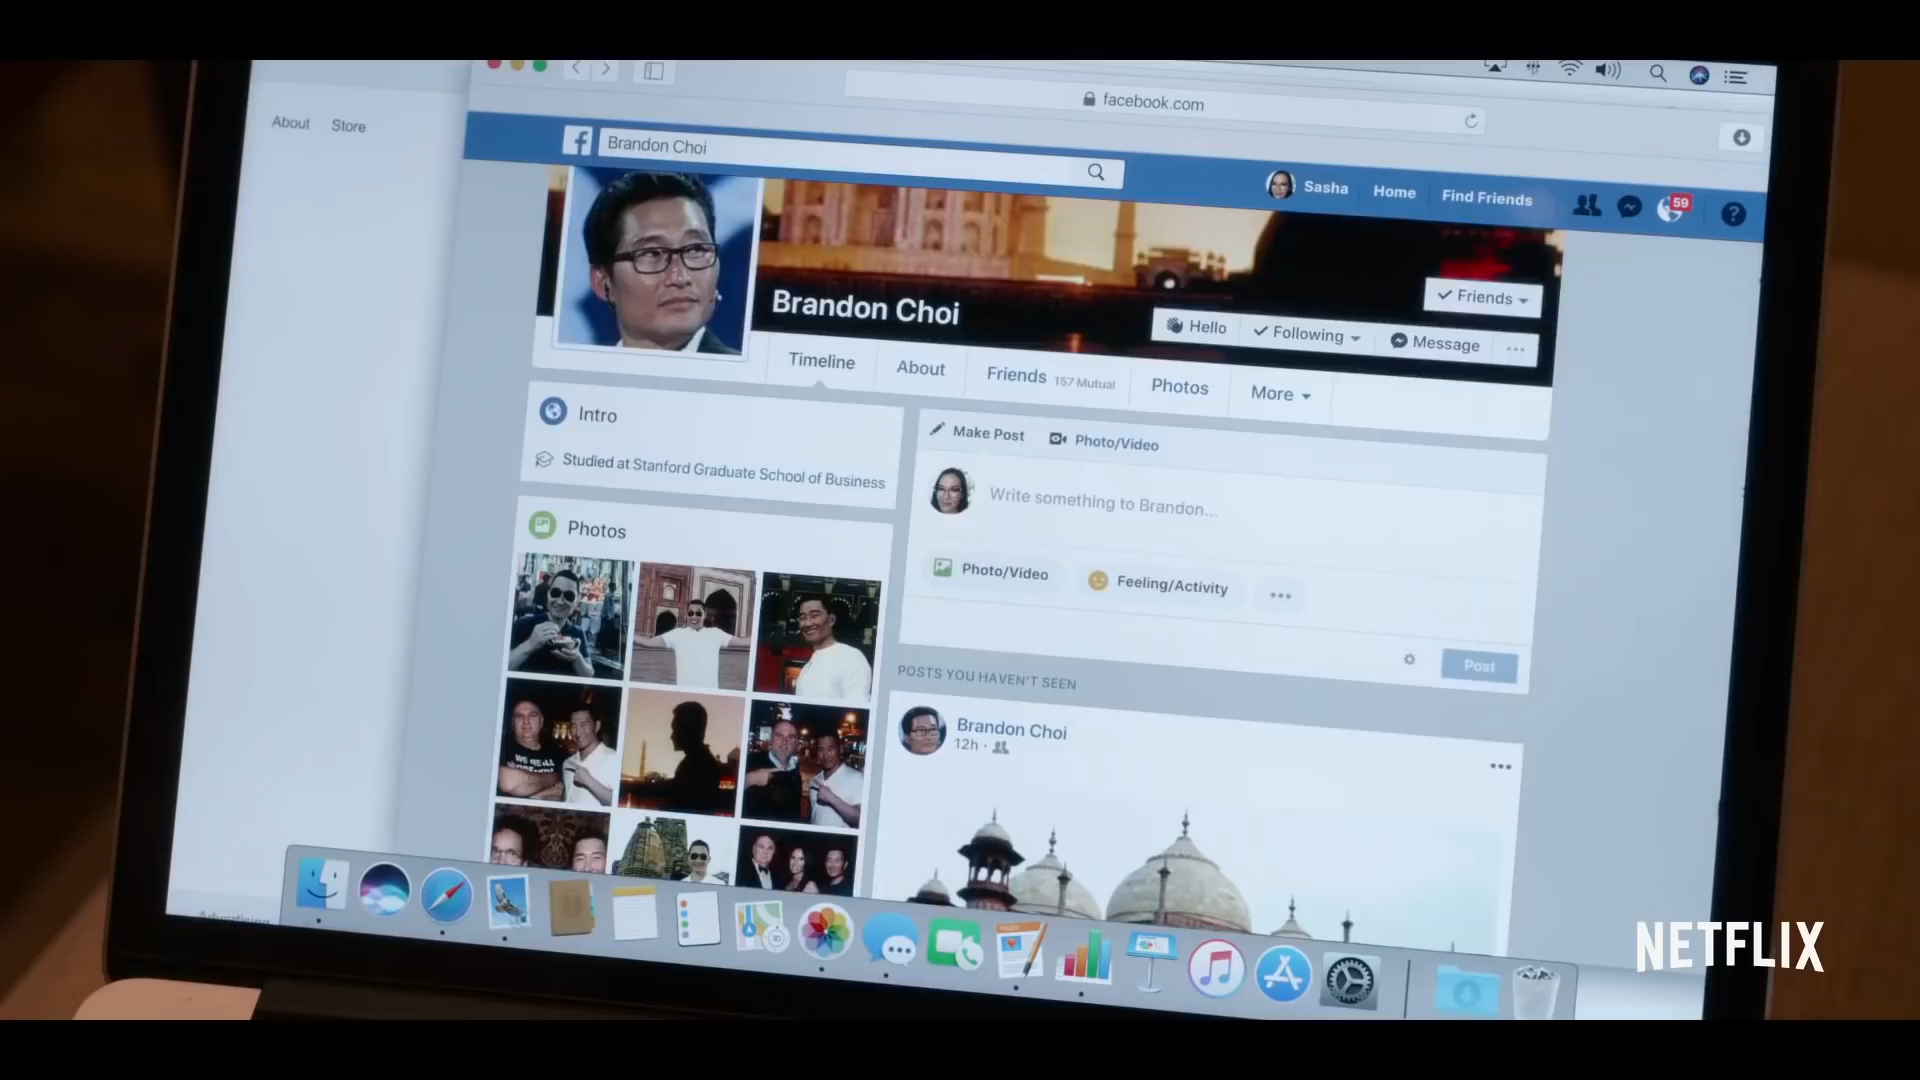 facebook.com
About Store
Brandon Choi
Sasha Home Find Friends 59
Brandon Choi
Friends
Hello Following Message
Timeline About Friends 157 Mutual Photos More
Intro
Studied at Stanford Graduate School of Business
Photos
Make Post Photo/Video
Write something to Brandon...
Photo/Video Feeling/Activity
Post
POSTS YOU HAVEN'T SEEN
Brandon Choi
12h
Advertising
NETFLIX